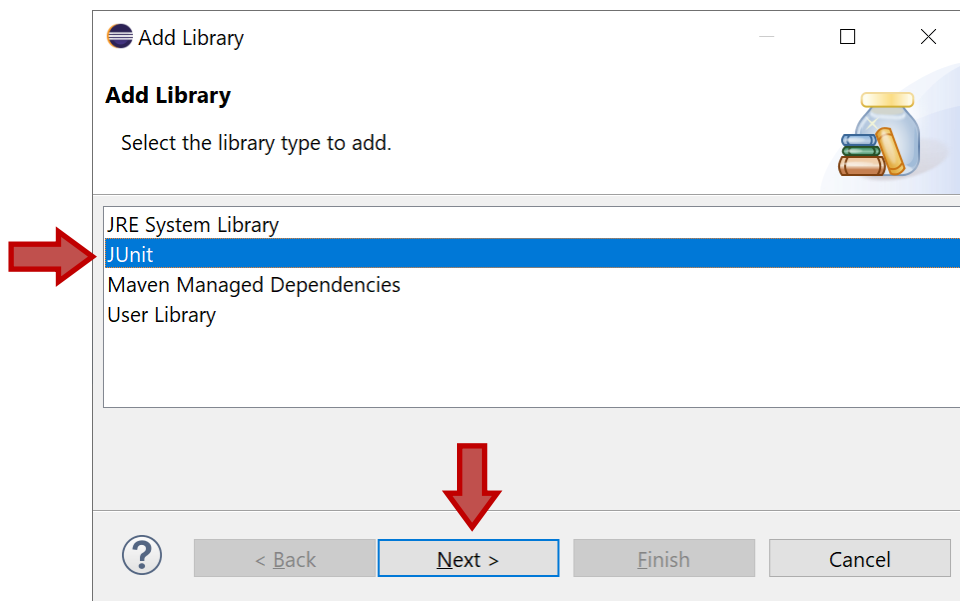 Add Library
Add Library
Select the library type to add.
JRE System Library
JUnit
Maven Managed Dependencies
User Library
?
< Back
Next >
Finish
Cancel